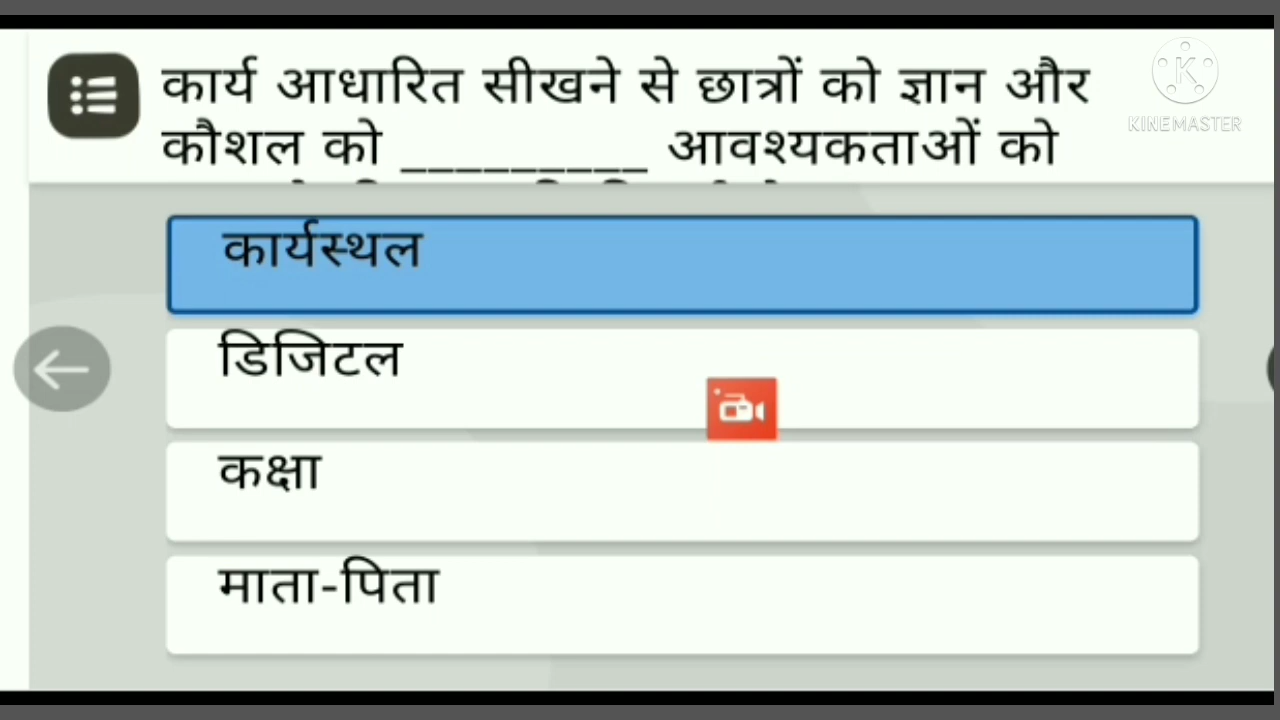 कार्य आधारित सीखने से छात्रों को ज्ञान और
कौशल को _________ आवश्यकताओं को
KINEMASTER
कार्यस्थल
डिजिटल
कक्षा
माता-पिता